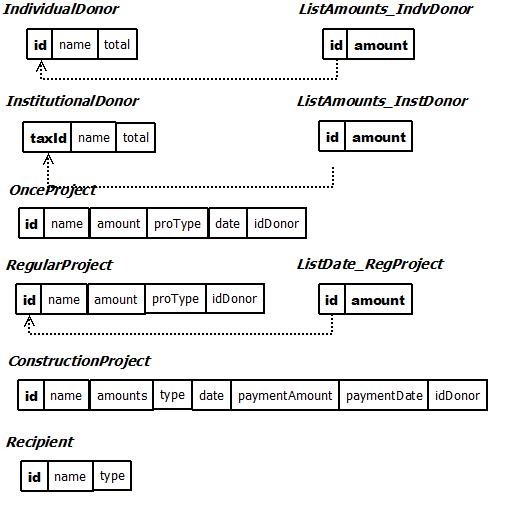 IndividualDonor ListAmounts_IndvDonor
id name total id amount
InstitutionalDonor ListAmounts_InstDonor
taxId name total id amount
OnceProject
id name amount proType date idDonor
RegularProject ListDate_RegProject
id name amount proType idDonor id amount
ConstructionProject
id name amounts type date paymentAmount paymentDate idDonor
Recipient
id name type